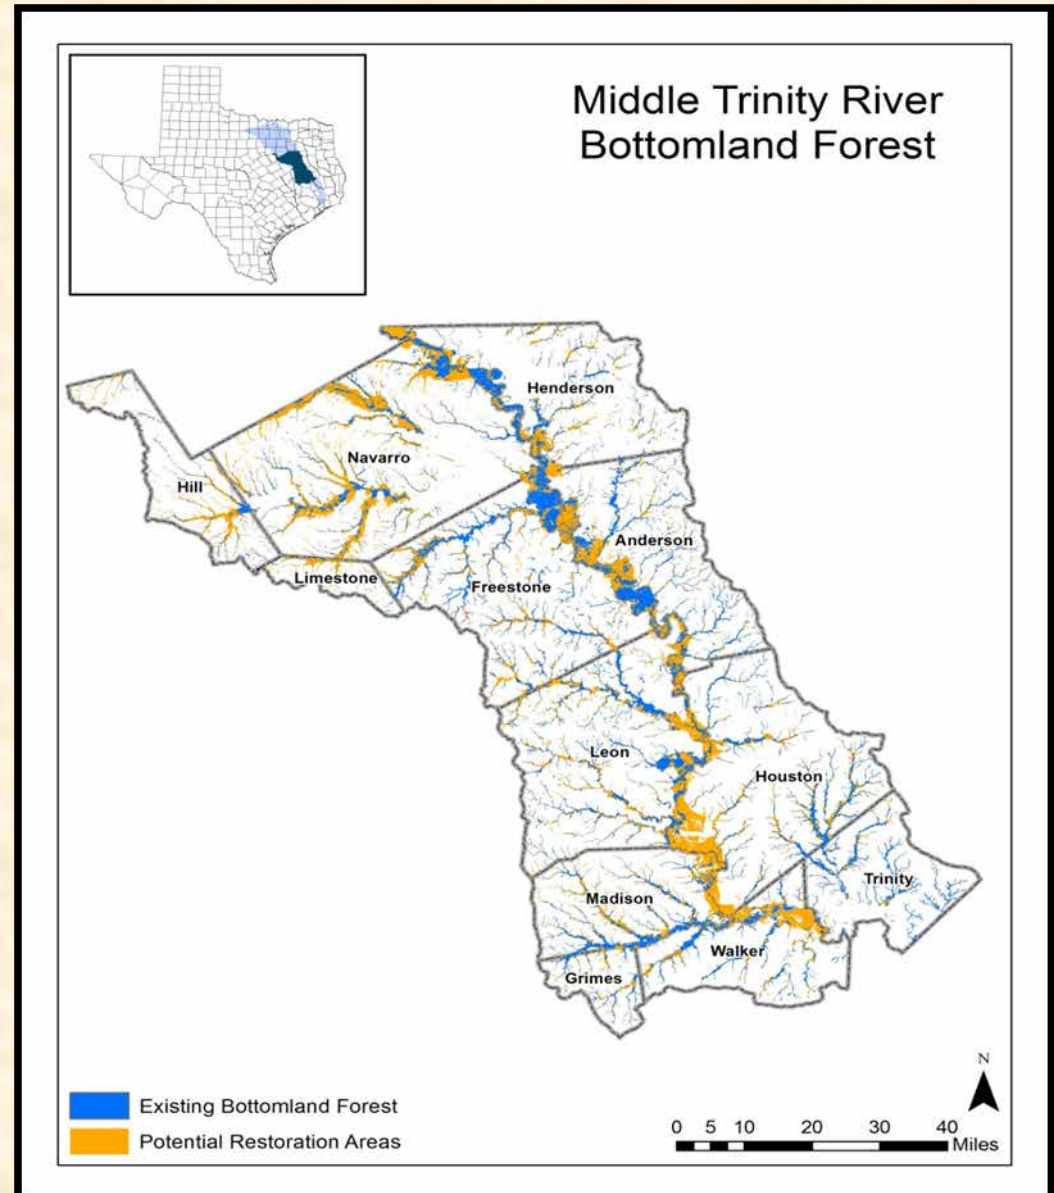 Middle Trinity River
Bottomland Forest
Henderson
Navarro
Hill
Anderson
Limestone
Freestone
Leon
Houston
Trinity
Madison
Walker
Grimes
Existing Bottomland Forest
Potential Restoration Areas
N
0 5 10 20 30 40
Miles